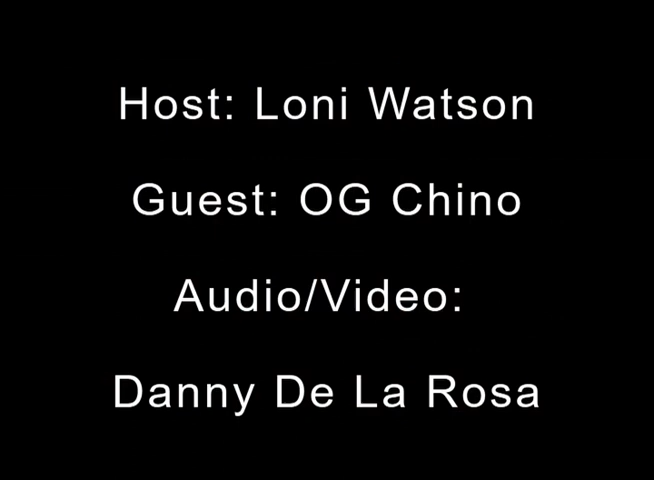 Host: Loni Watson
Guest: OG Chino
Audio/Video:
Danny De La Rosa